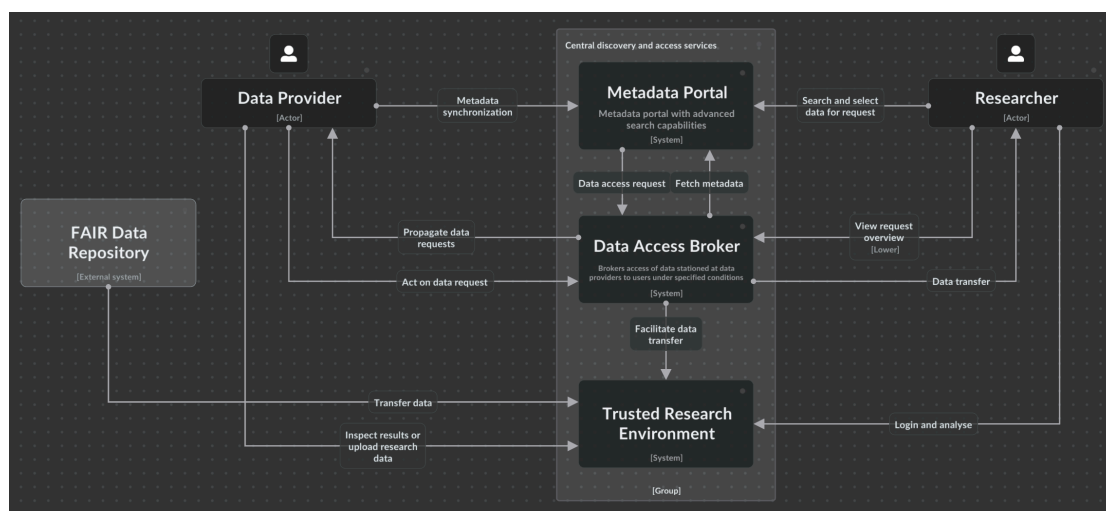 Central discovery and access services
Data Provider
[Actor]
Metadata
synchronization
Metadata Portal
Metadata portal with advanced
search capabilities
[System]
Search and select
data for request
Researcher
[Actor]
Data access request
Fetch metadata
FAIR Data
Repository
[External system]
Propagate data
requests
Act on data request
Data Access Broker
Brokers access of data stationed at data
providers to users under specified conditions
[System]
View request
overview
[Lower]
Data transfer
Facilitate data
transfer
Transfer data
Inspect results or
upload research
data
Trusted Research
Environment
[System]
Login and analyse
[Group]